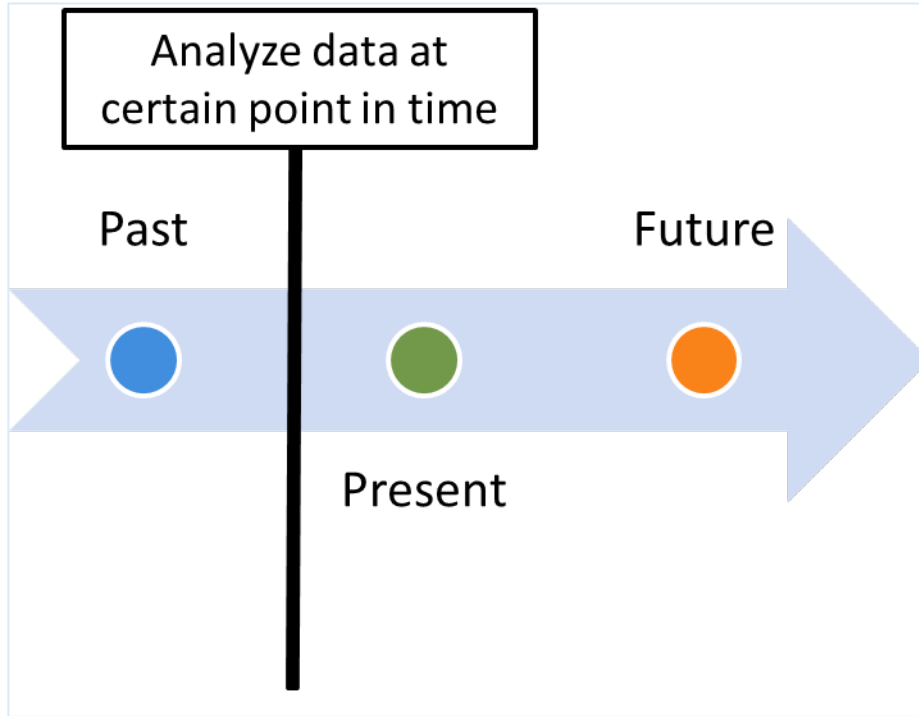 Analyze data at
certain point in time
Past
Future
Present